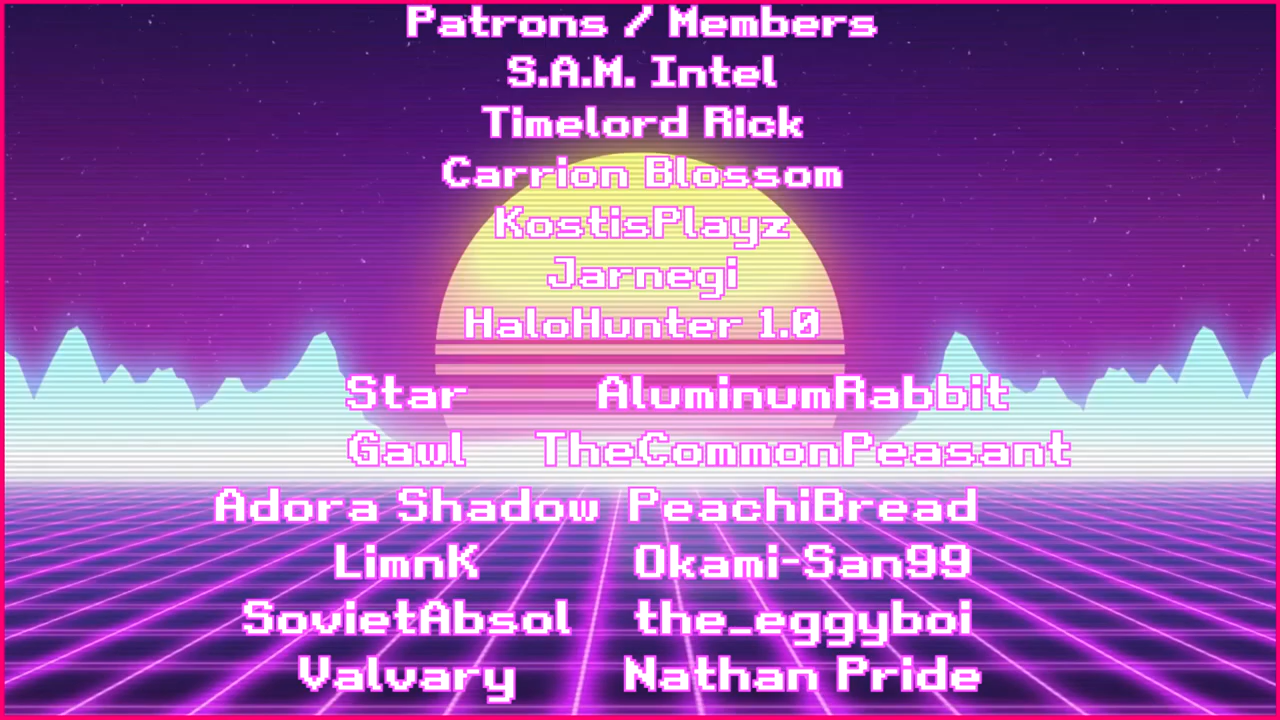 Patrons / Members
S.A.M. Intel
Timelord Rick
Carrion Blossom
KostisPlayz
Jarnegi
HaloHunter 1.0
Star AluminumRabbit
Gawl TheCommonPeasant
Adora Shadow PeachiBread
LimnK Okami-San99
SovietAbsol the_eggyboi
Valvary Nathan Pride